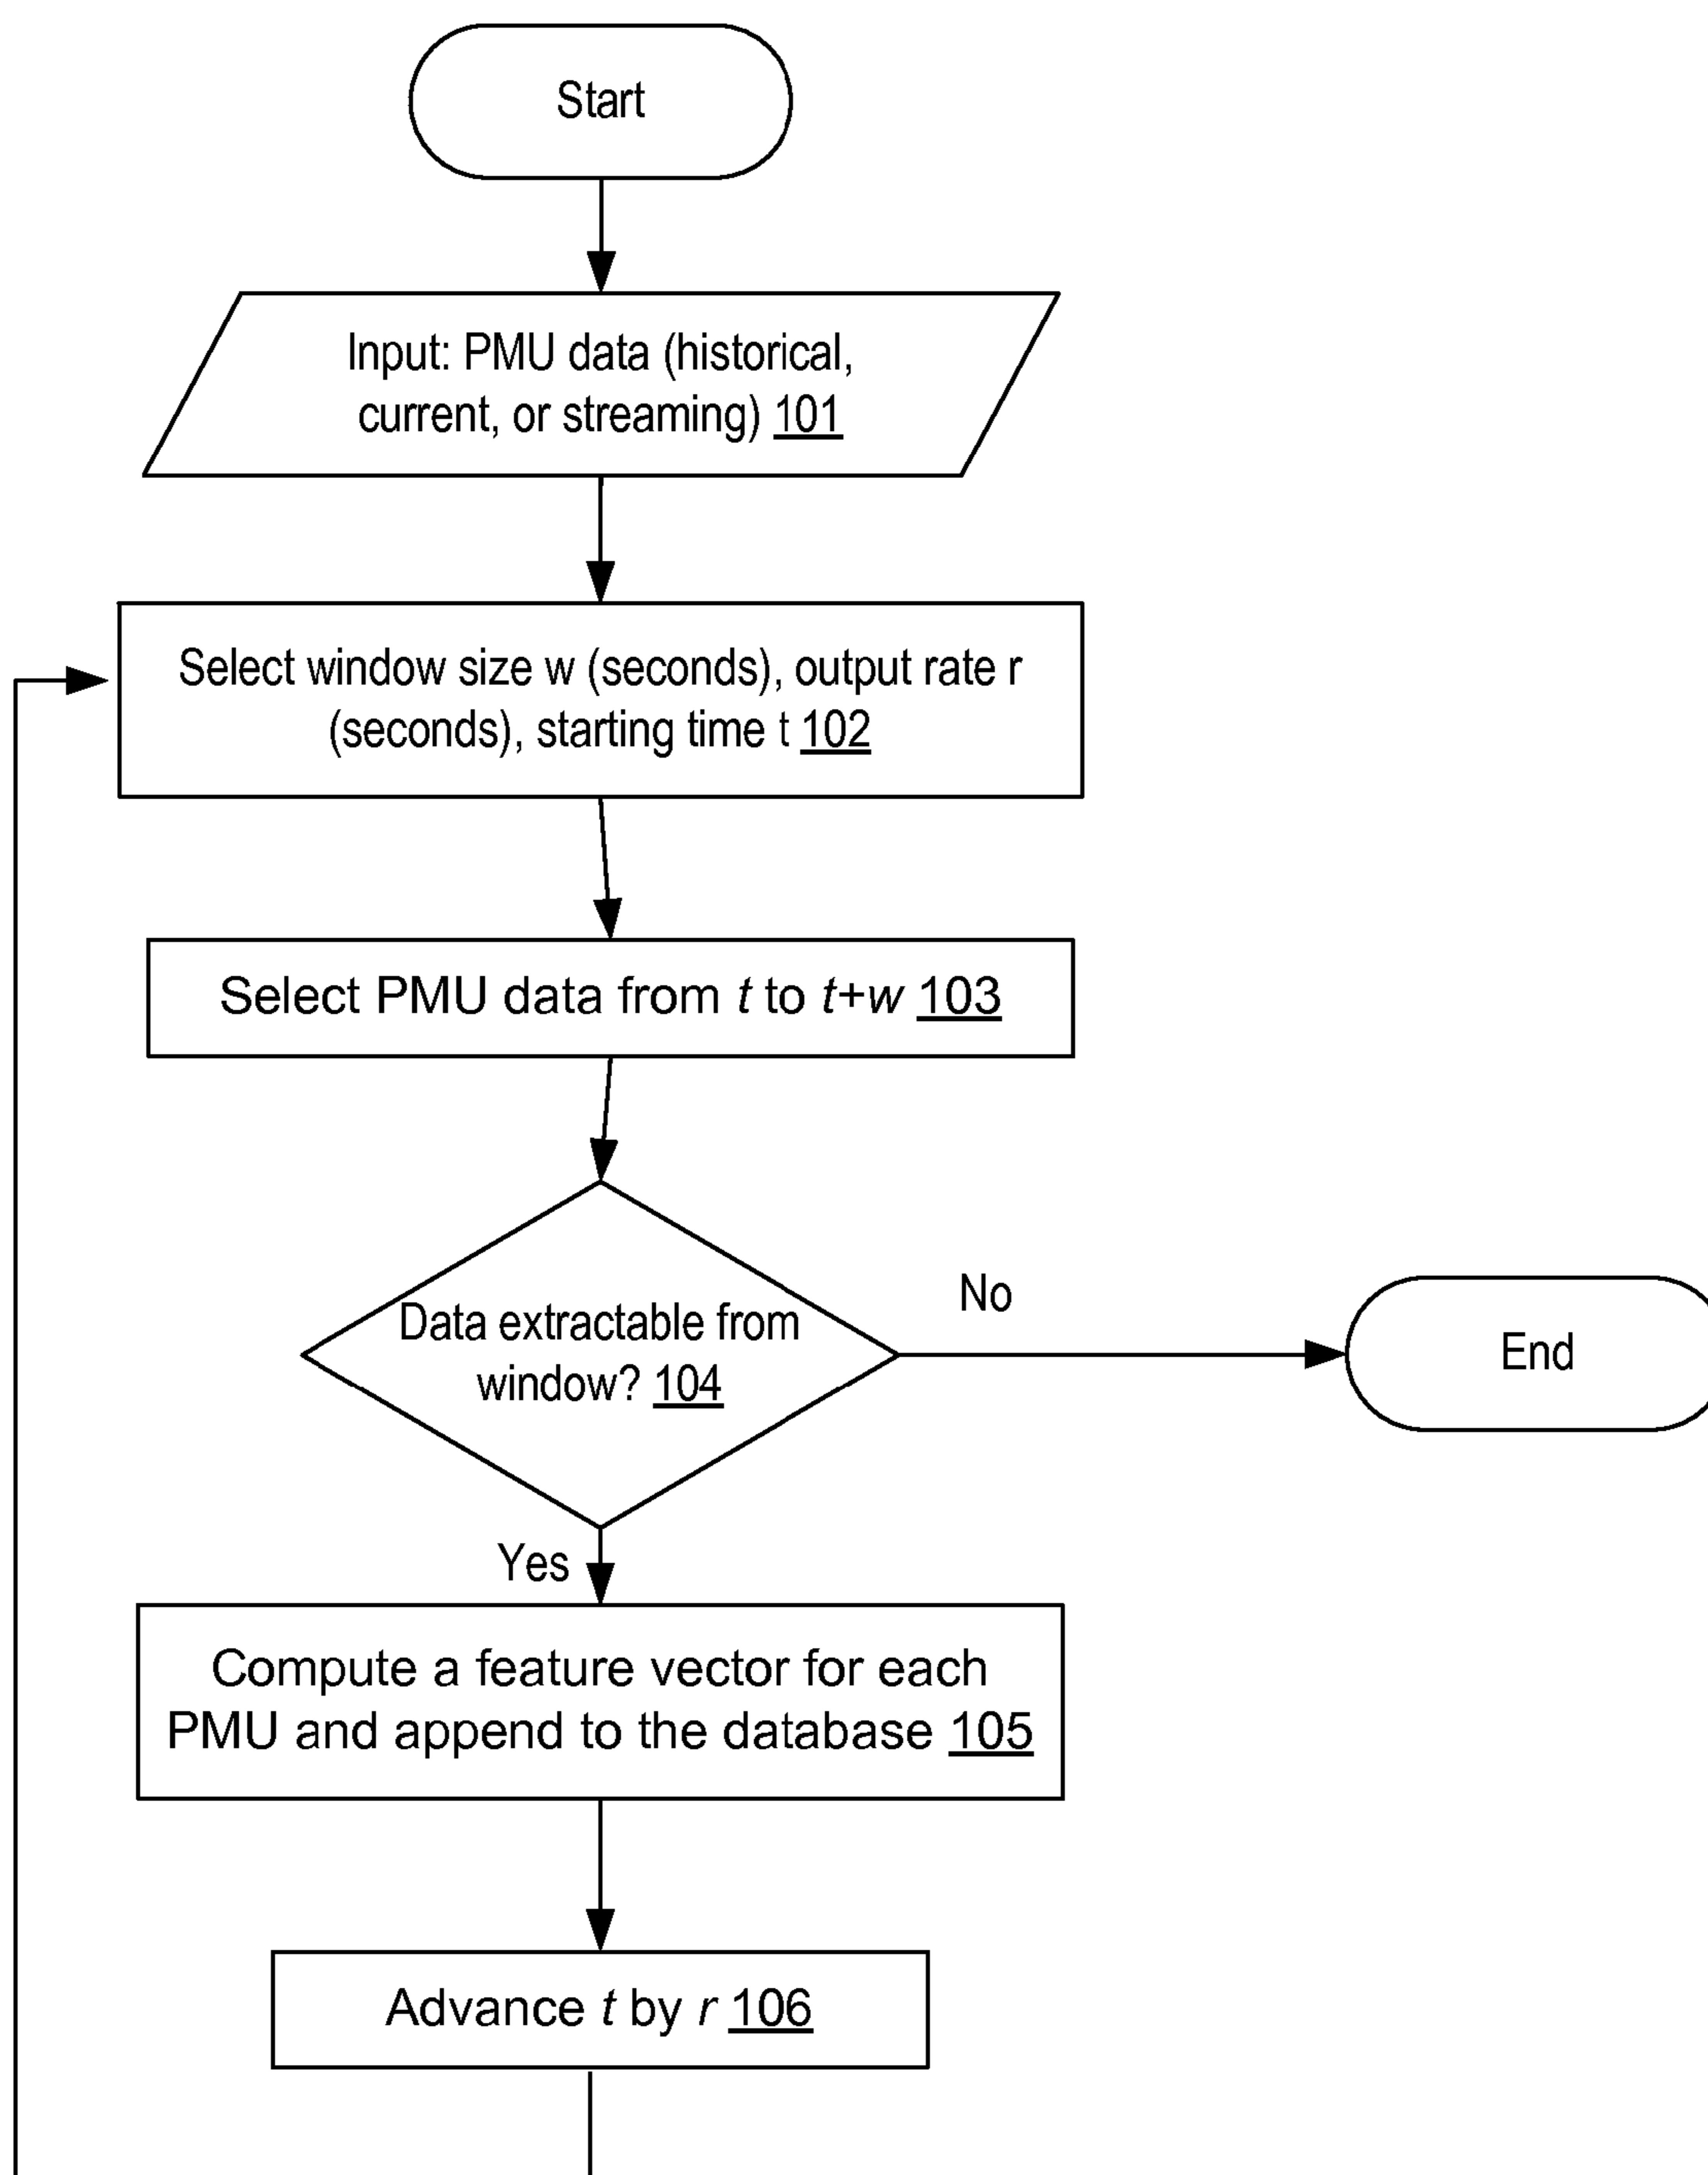 Start
Input: PMU data (historical,
current, or streaming) 101
Select window size w (seconds), output rate r
(seconds), starting time t 102
Select PMU data from t to t+w 103
Data extractable from
window? 104
No
End
Yes
Compute a feature vector for each
PMU and append to the database 105
Advance t by r 106